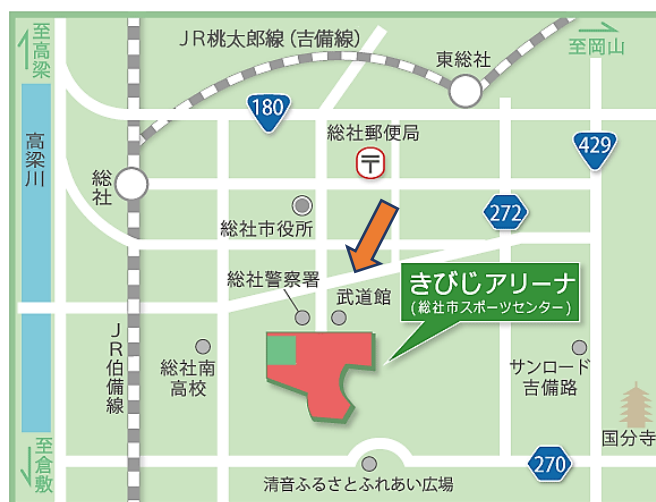 至高梁
JR桃太郎線(吉備線)
至岡山
東総社
180
総社郵便局
〒
429
高梁川
総社
272
総社市役所
きびじアリーナ
(総社市スポーツセンター)
総社警察署
武道館
JR伯備線
総社南
高校
サンロード
吉備路
国分寺
至倉敷
270
清音ふるさとふれあい広場